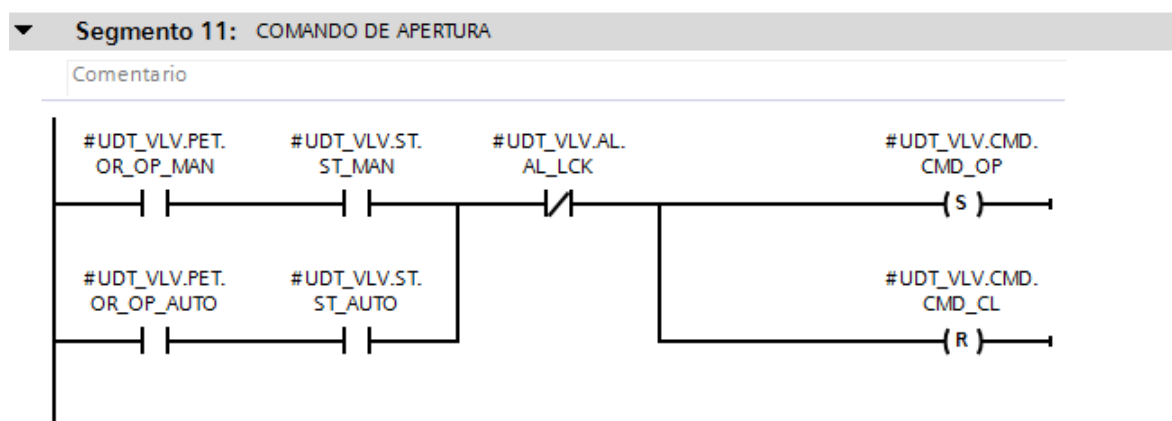 Segmento 11: COMANDO DE APERTURA
Comentario
#UDT_VLV.PET. #UDT_VLV.ST. #UDT_VLV.AL. #UDT_VLV.CMD.
OR_OP_MAN ST_MAN AL_LCK CMD_OP
S
#UDT_VLV.PET. #UDT_VLV.ST. #UDT_VLV.CMD.
OR_OP_AUTO ST_AUTO CMD_CL
R